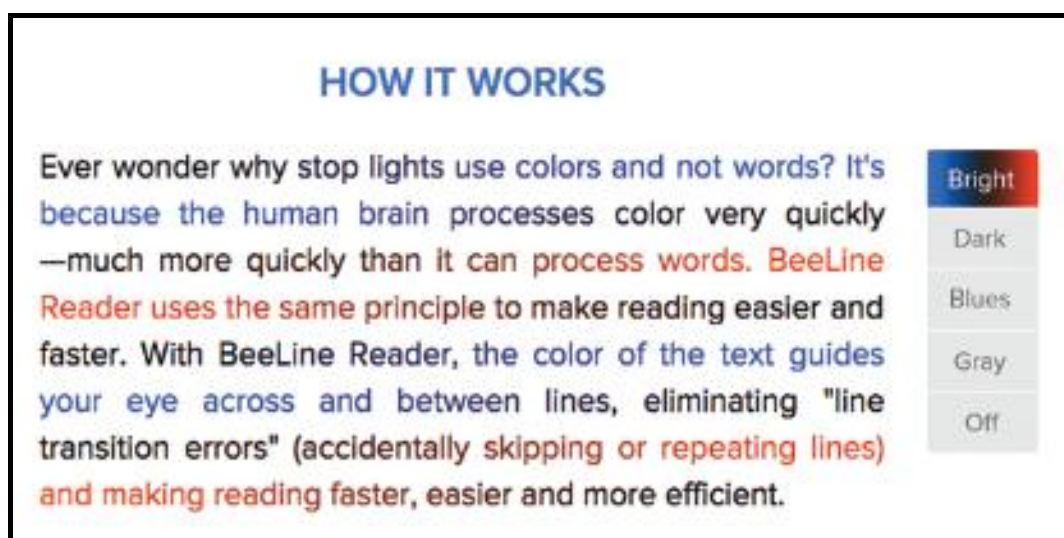 HOW IT WORKS
Ever wonder why stop lights use colors and not words? It's
because the human brain processes color very quickly
—much more quickly than it can process words. BeeLine
Reader uses the same principle to make reading easier and
faster. With BeeLine Reader, the color of the text guides
your eye across and between lines, eliminating "line
transition errors" (accidentally skipping or repeating lines)
and making reading faster, easier and more efficient.
Bright
Dark
Blues
Gray
Off